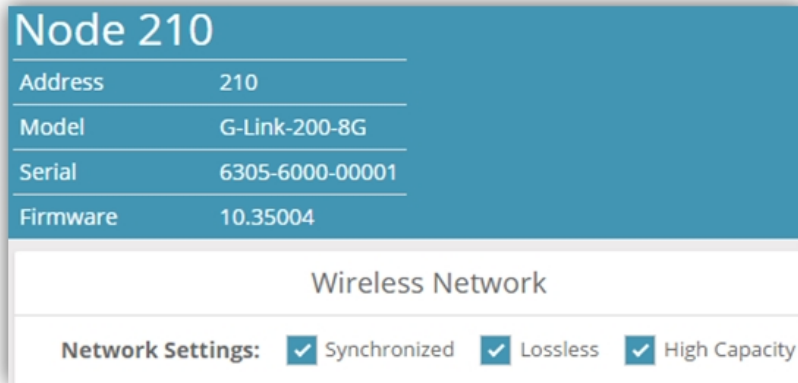 Node 210
Address 210
Model G-Link-200-8G
Serial 6305-6000-00001
Firmware 10.35004
Wireless Network
Network Settings: Synchronized Lossless High Capacity